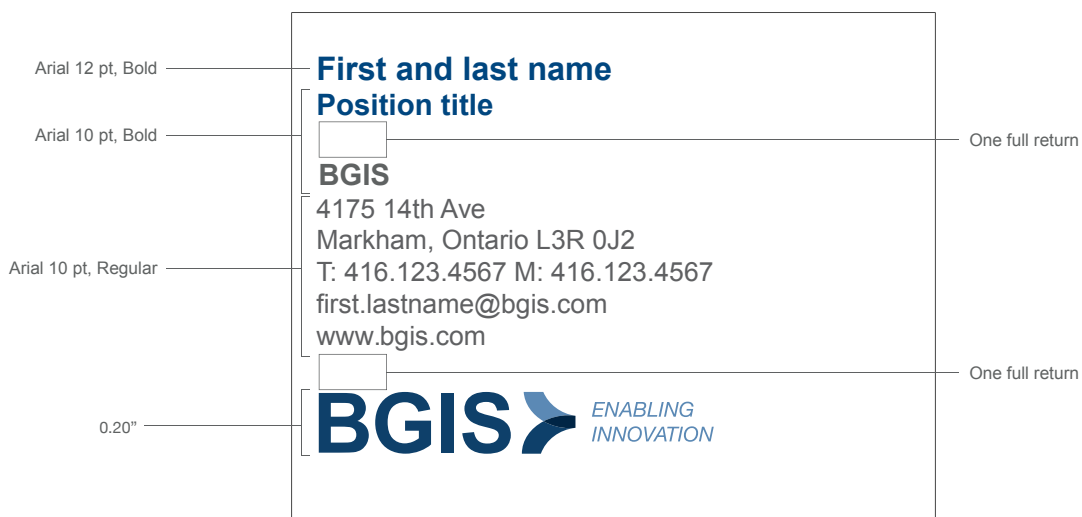 Arial 12 pt, Bold
First and last name
Position title
Arial 10 pt, Bold
One full return
BGIS
4175 14th Ave
Markham, Ontario L3R 0J2
Arial 10 pt, Regular
T: 416.123.4567 M: 416.123.4567
first.lastname@bgis.com
www.bgis.com
One full return
0.20”
BGIS
ENABLING
INNOVATION